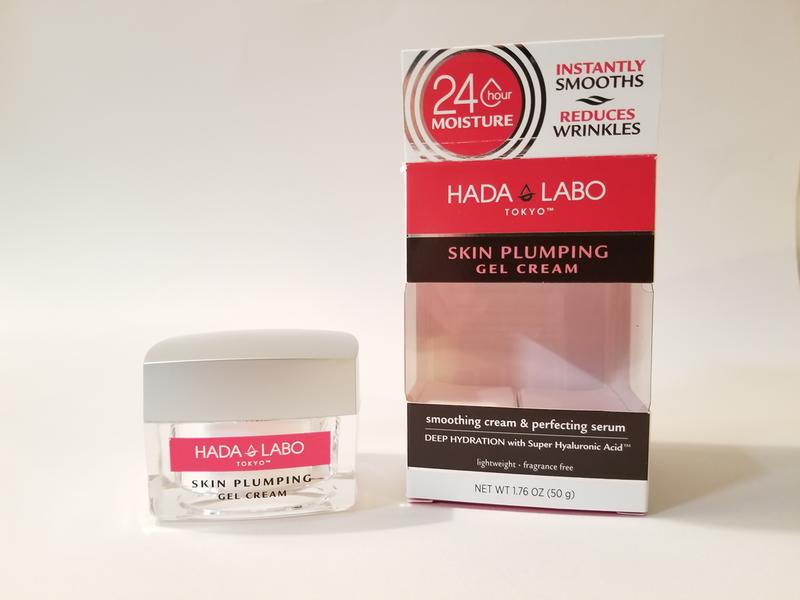 24 hour
MOISTURE
INSTANTLY
SMOOTHS
REDUCES
WRINKLES
HADA LABO
TOKYO™
SKIN PLUMPING
GEL CREAM
smoothing cream & perfecting serum
DEEP HYDRATION with Super Hyaluronic Acid™
lightweight • fragrance free
NET WT 1.76 OZ (50 g)
HADA LABO
TOKYO™
SKIN PLUMPING
GEL CREAM